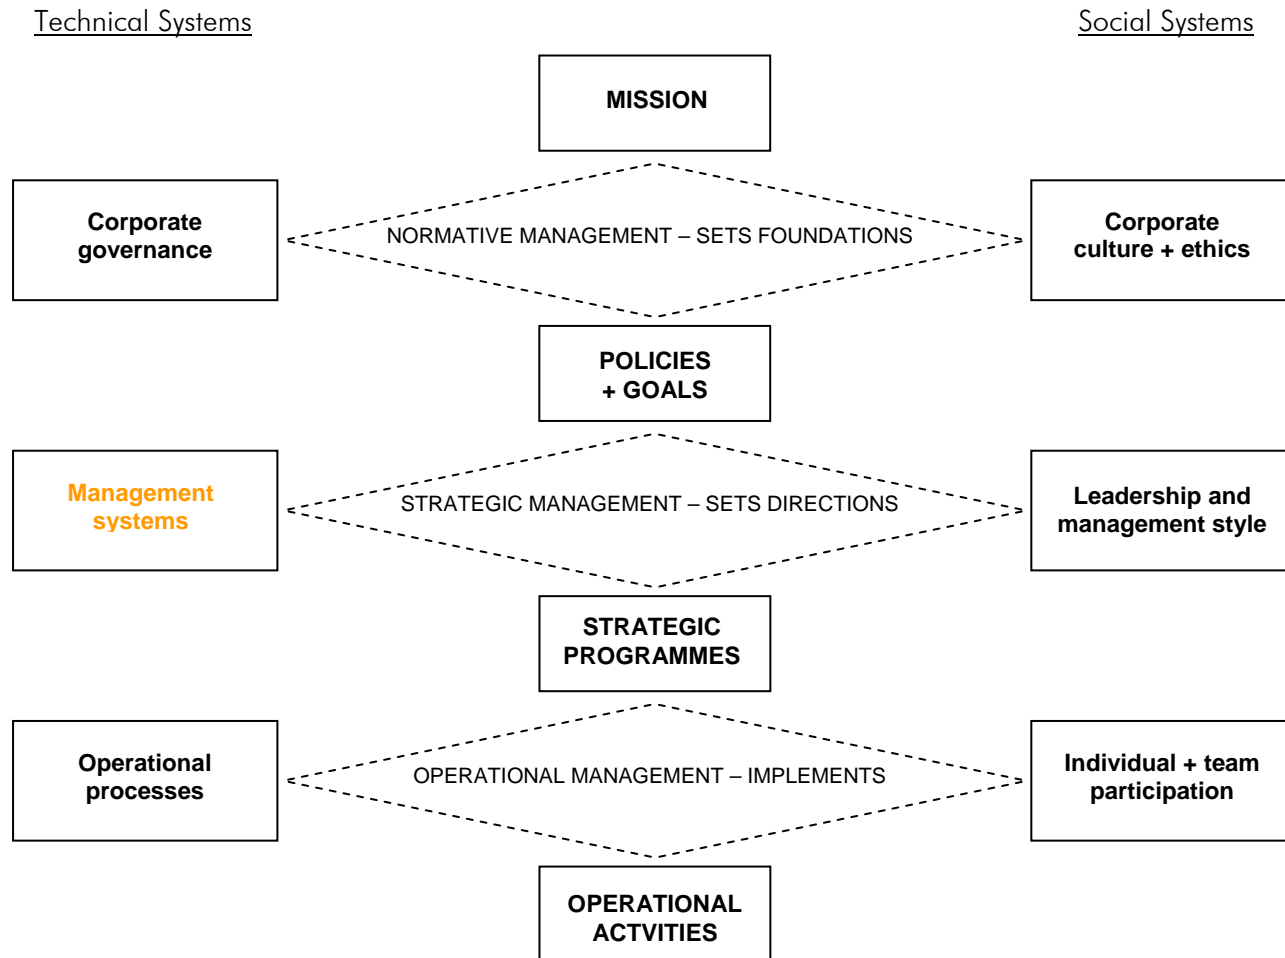 Technical Systems
Social Systems
MISSION
Corporate
governance
NORMATIVE MANAGEMENT – SETS FOUNDATIONS
Corporate
culture + ethics
POLICIES
+ GOALS
Management
systems
STRATEGIC MANAGEMENT – SETS DIRECTIONS
Leadership and
management style
STRATEGIC
PROGRAMMES
Operational
processes
OPERATIONAL MANAGEMENT – IMPLEMENTS
Individual + team
participation
OPERATIONAL
ACTVITIES